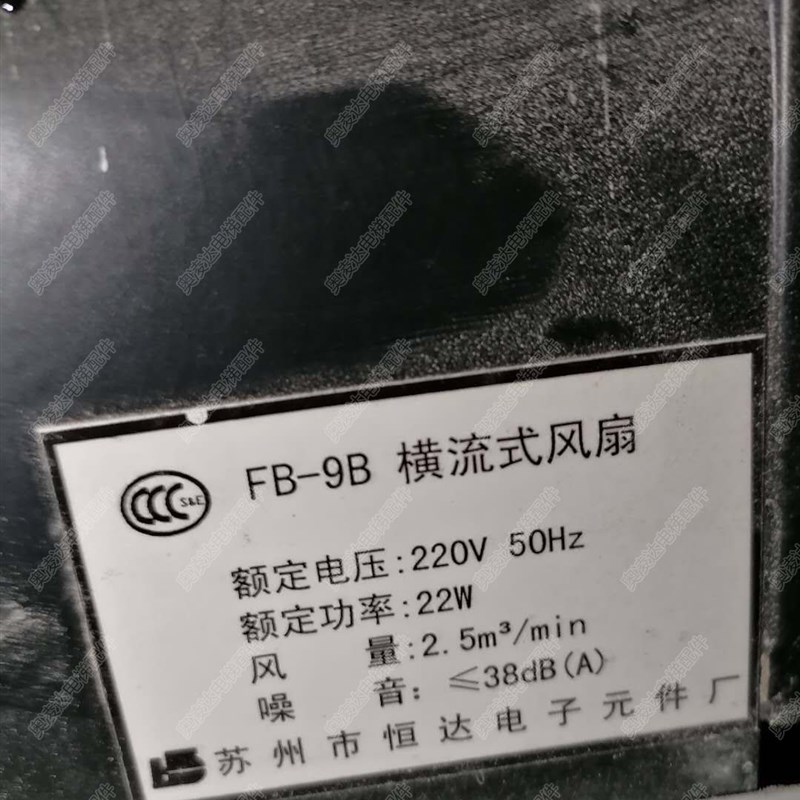 CCC S&E
FB-9B 横流式风扇
额定电压:220V 50Hz
额定功率:22W
风 量:2.5m³/min
噪 音: ≤38dB(A)
苏州市恒达电子元件厂